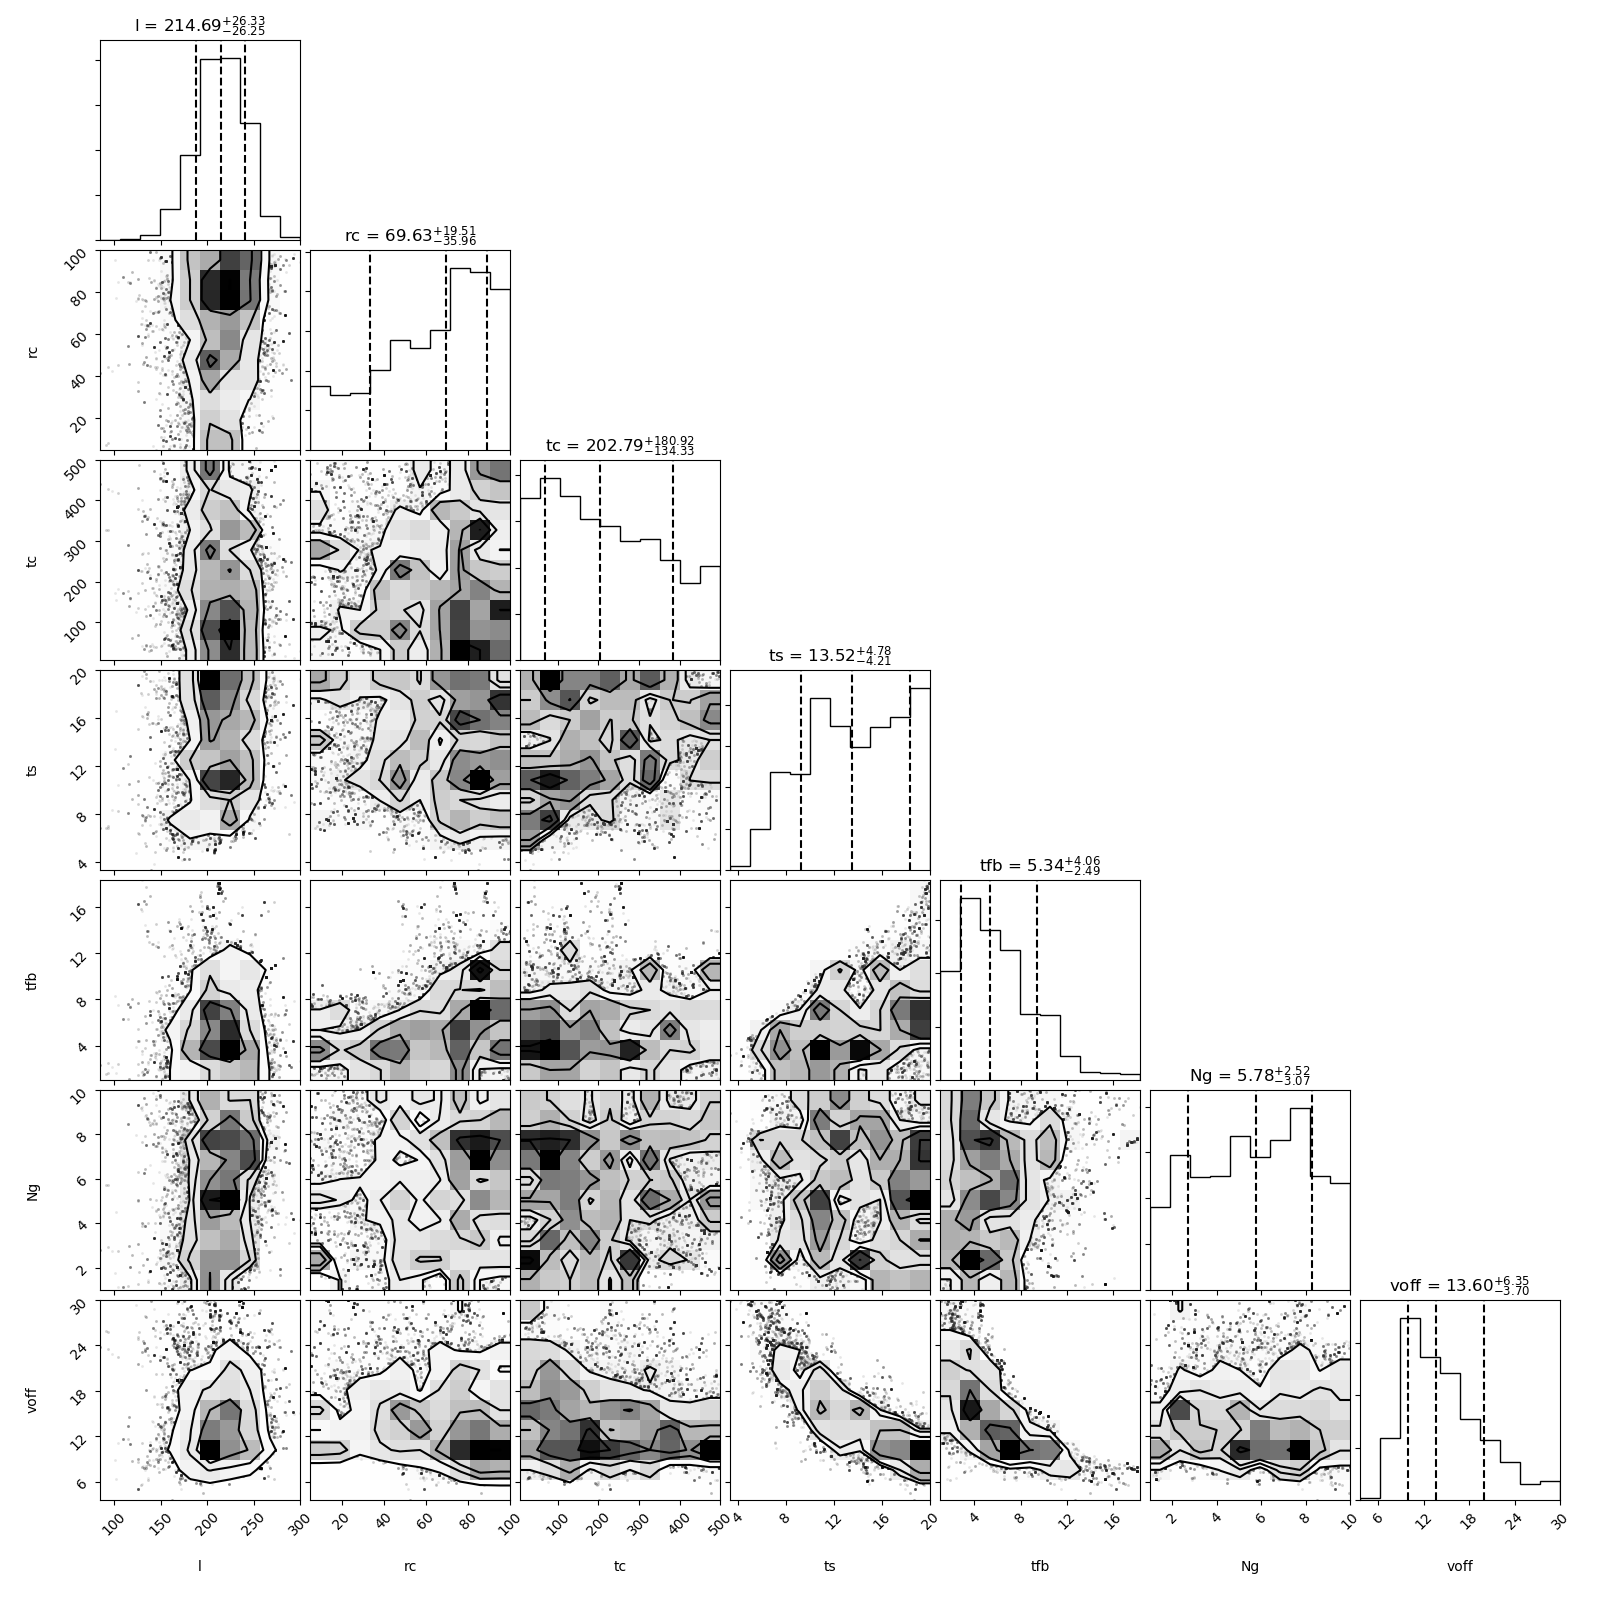 l = 214.69+26.33−26.25
rc = 69.63+19.51−35.96
100
80
60
40
20
rc
tc = 202.79+180.92−134.33
500
400
300
200
100
tc
ts = 13.52+4.78−4.21
20
16
12
8
4
ts
tfb = 5.34+4.06−2.49
16
12
8
4
tfb
Ng = 5.78+2.52−3.07
10
8
6
4
2
Ng
voff = 13.60+6.35−3.70
30
24
18
12
6
voff
100 150 200 250 300 20 40 60 80 100 100 200 300 400 500 4 8 12 16 20 4 8 12 16 2 4 6 8 10 6 12 18 24 30
l rc tc ts tfb Ng voff